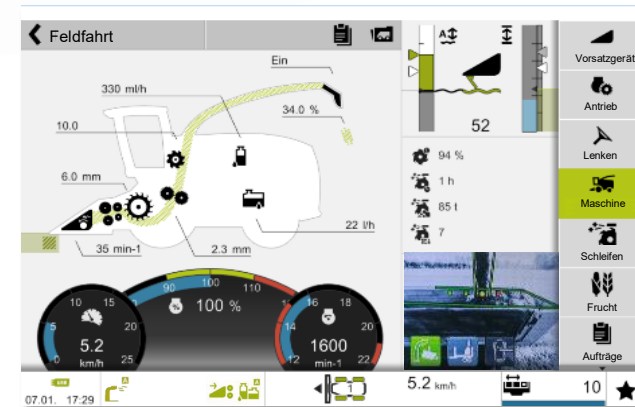 Feldfahrt
Ein
330 ml/h
34.0 %
10.0
6.0 mm
22 l/h
35 min-1
2.3 mm
90 100 110
100 %
0 5 10 15 20 25
5.2
km/h
12 14 16 18 20 22
1600
min-1
A
52
94 %
1 h
85 t
7
Vorsatzgerät
Antrieb
Lenken
Maschine
Schleifen
Frucht
Aufträge
07.01. 17:29
5.2 km/h
10